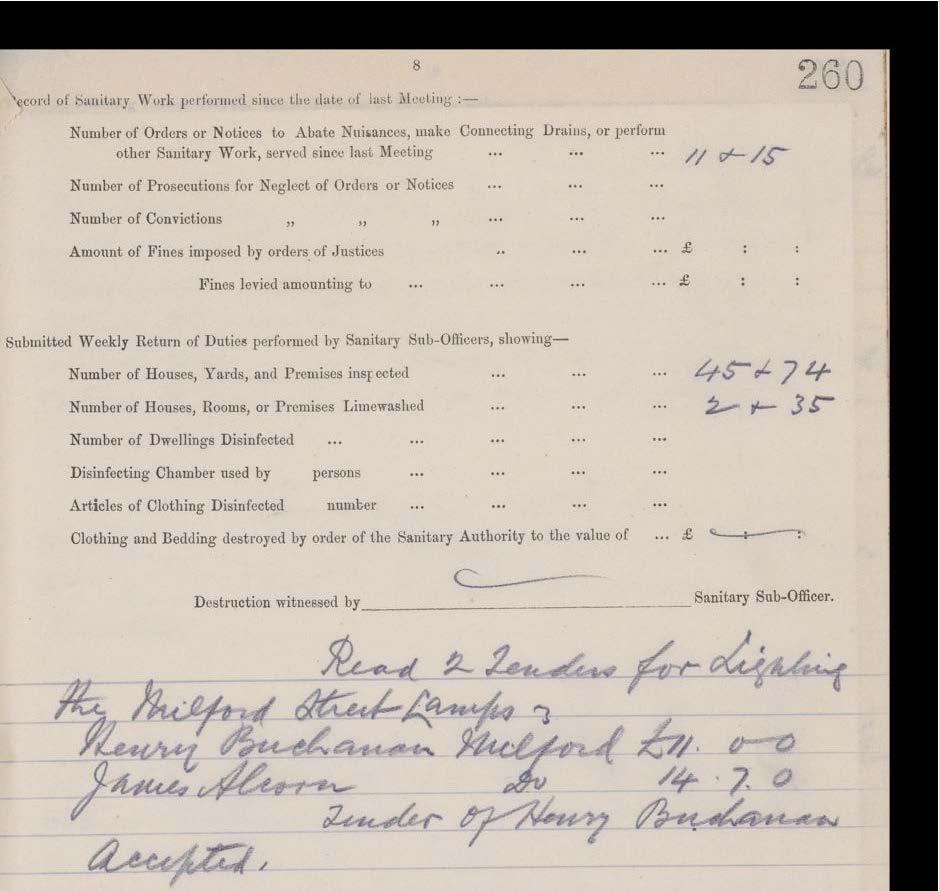 8
260
ecord of Sanitary Work performed since the date of last Meeting :—
Number of Orders or Notices to Abate Nuisances, make Connecting Drains, or perform
other Sanitary Work, served since last Meeting ... ... ... 11 + 15
Number of Prosecutions for Neglect of Orders or Notices ... ... ...
Number of Convictions „ „ „ ... ... ...
Amount of Fines imposed by orders of Justices .. ... ... £ : :
Fines levied amounting to ... ... ... ... £ : :
Submitted Weekly Return of Duties performed by Sanitary Sub-Officers, showing—
Number of Houses, Yards, and Premises inspected ... ... ... 45 + 74
Number of Houses, Rooms, or Premises Limewashed ... ... ... 2 + 35
Number of Dwellings Disinfected ... ... ... ... ...
Disinfecting Chamber used by persons ... ... ... ...
Articles of Clothing Disinfected number ... ... ... ...
Clothing and Bedding destroyed by order of the Sanitary Authority to the value of ... £ : :
Destruction witnessed by Sanitary Sub-Officer.
Read 2 Tenders for Lighting
the Milford Street Lamps
Henry Buchanan Milford £11. 0 0
James Alcorn Do 14. 7. 0
Tender of Henry Buchanan
Accepted.